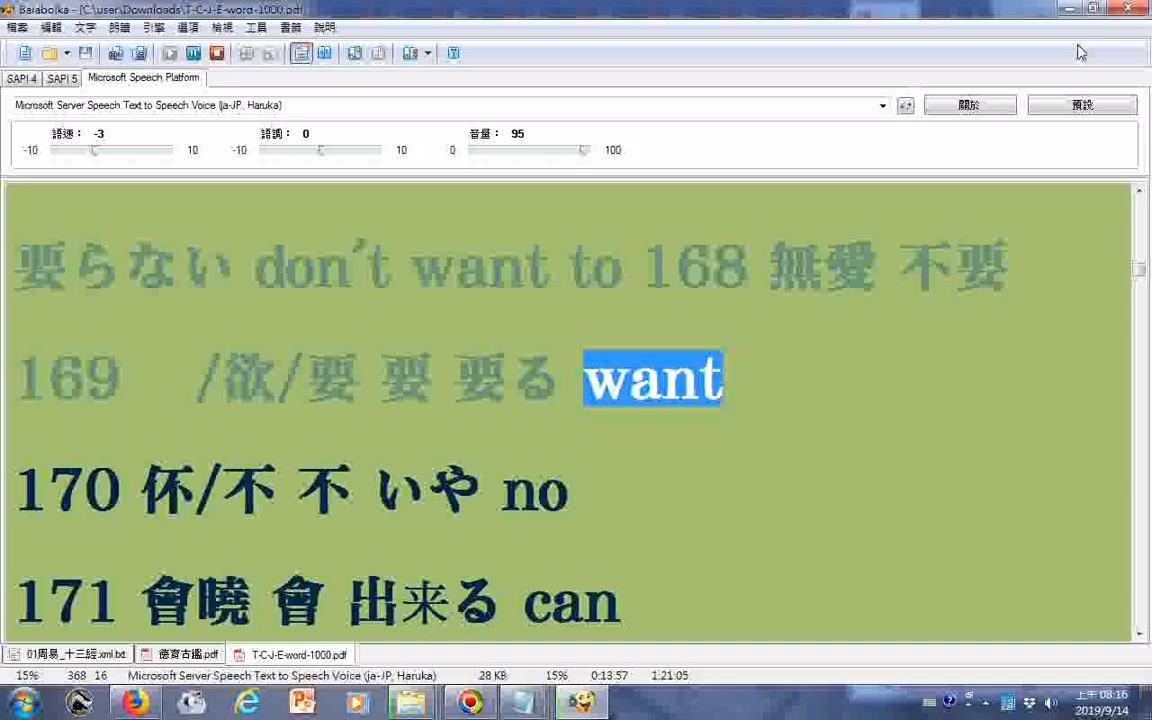 Balabolka - [C:\user\Downloads\T-C-J-E-word-1000.pdf]
檔案 編輯 文字 朗讀 引擎 選項 檢視 工具 書籤 說明
SAPI 4 SAPI 5 Microsoft Speech Platform
Microsoft Server Speech Text to Speech Voice (ja-JP, Haruka) 關於 預設
語速： -3 語調： 0 音量： 95
-10 10 -10 10 0 100
要らない don't want to 168 無愛 不要
169 /欲/要 要 要る want
170 伓/不 不 いや no
171 會曉 會 出来る can
01周易_十三經.xml.txt 德育古鑑.pdf T-C-J-E-word-1000.pdf
15% 368 16 Microsoft Server Speech Text to Speech Voice (ja-JP, Haruka) 28 KB 15% 0:13:57 1:21:05
上午 08:16
2019/9/14